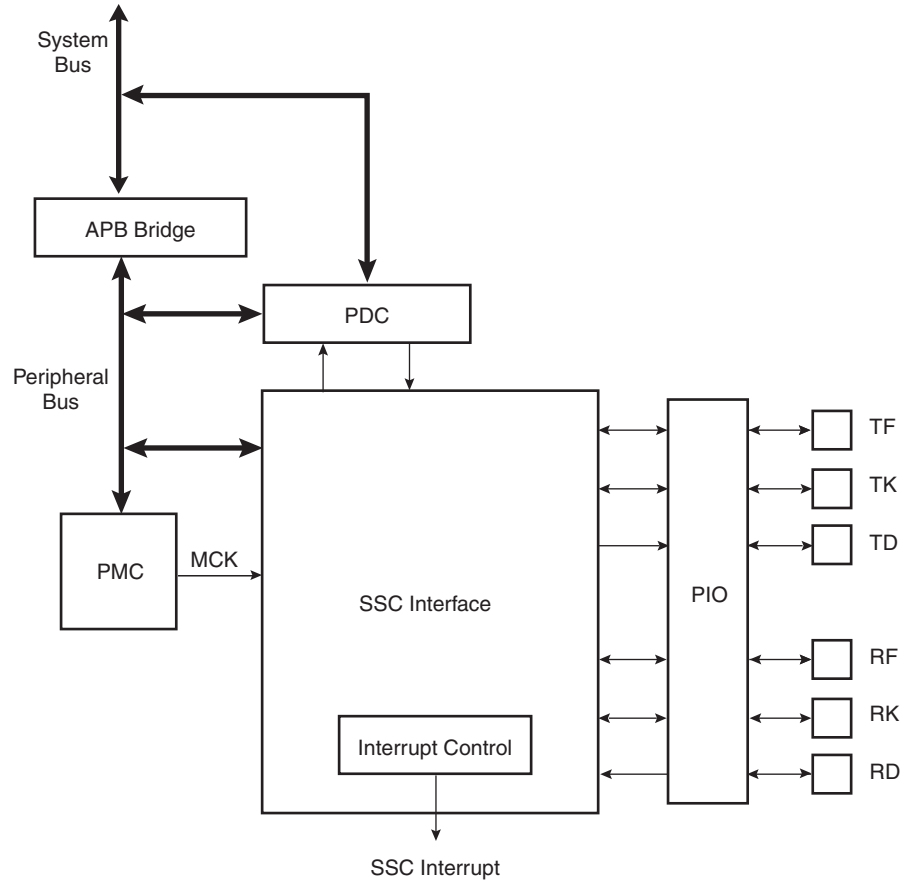 System
Bus
APB Bridge
PDC
Peripheral
Bus
PMC
MCK
SSC Interface
Interrupt Control
SSC Interrupt
PIO
TF
TK
TD
RF
RK
RD